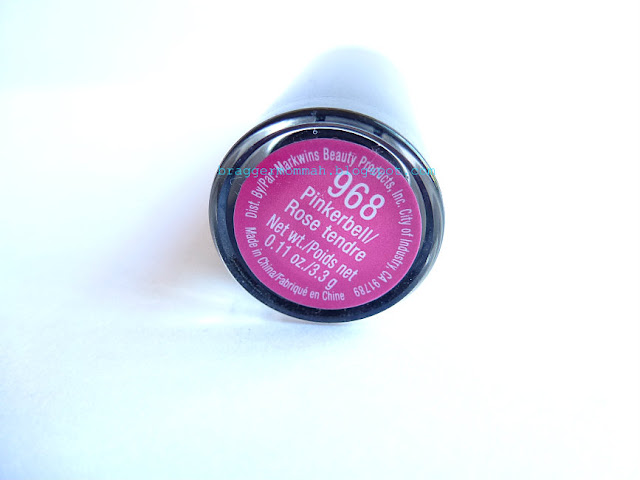 Dist. By/Par: Markwins Beauty Products, Inc. City of Industry, CA 91789
braggermommah.blogspot.com
968
Pinkerbell/
Rose tendre
Net wt./Poids net
0.11 oz./3.3 g
Made in China/Fabriqué en Chine